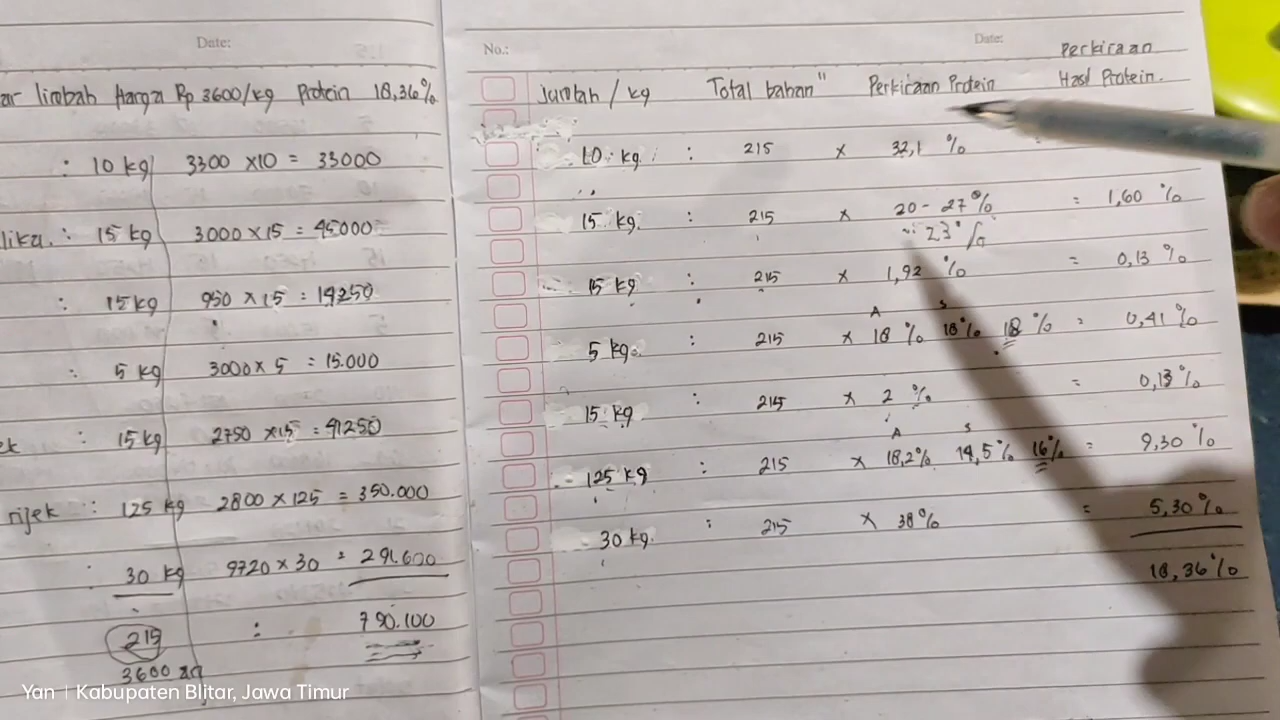 Date:
ar limbah Harga Rp 3600/kg Protein 18,36%
: 10 kg 3300 x10 = 33000
lika : 15 kg 3000 x 15 = 45000
: 15 kg 950 x 15 = 14250
: 5 kg 3000 x 5 = 15.000
ek : 15 kg 2750 x15 = 41250
rijek : 125 kg 2800 x 125 = 350.000
: 30 kg 9720 x 30 = 291.600
215 : 790.100
3600
No.: Date:
Jumlah / kg Total bahan" Perkiraan Protein Perkiraan Hasil Protein.
10 kg : 215 x 32,1 %
15 kg : 215 x 20 - 27% = 1,60 %
23 %
15 kg : 215 x 1,92 % = 0,13 %
A S
5 kg : 215 x 18 % 18 % 18 % = 0,41 %
15 kg : 215 x 2 % = 0,13 %
A S
125 kg : 215 x 18,2% 14,5% 16% = 9,30 %
30 kg. : 215 x 38% = 5,30 %
18,36 %
Yan | Kabupaten Blitar, Jawa Timur